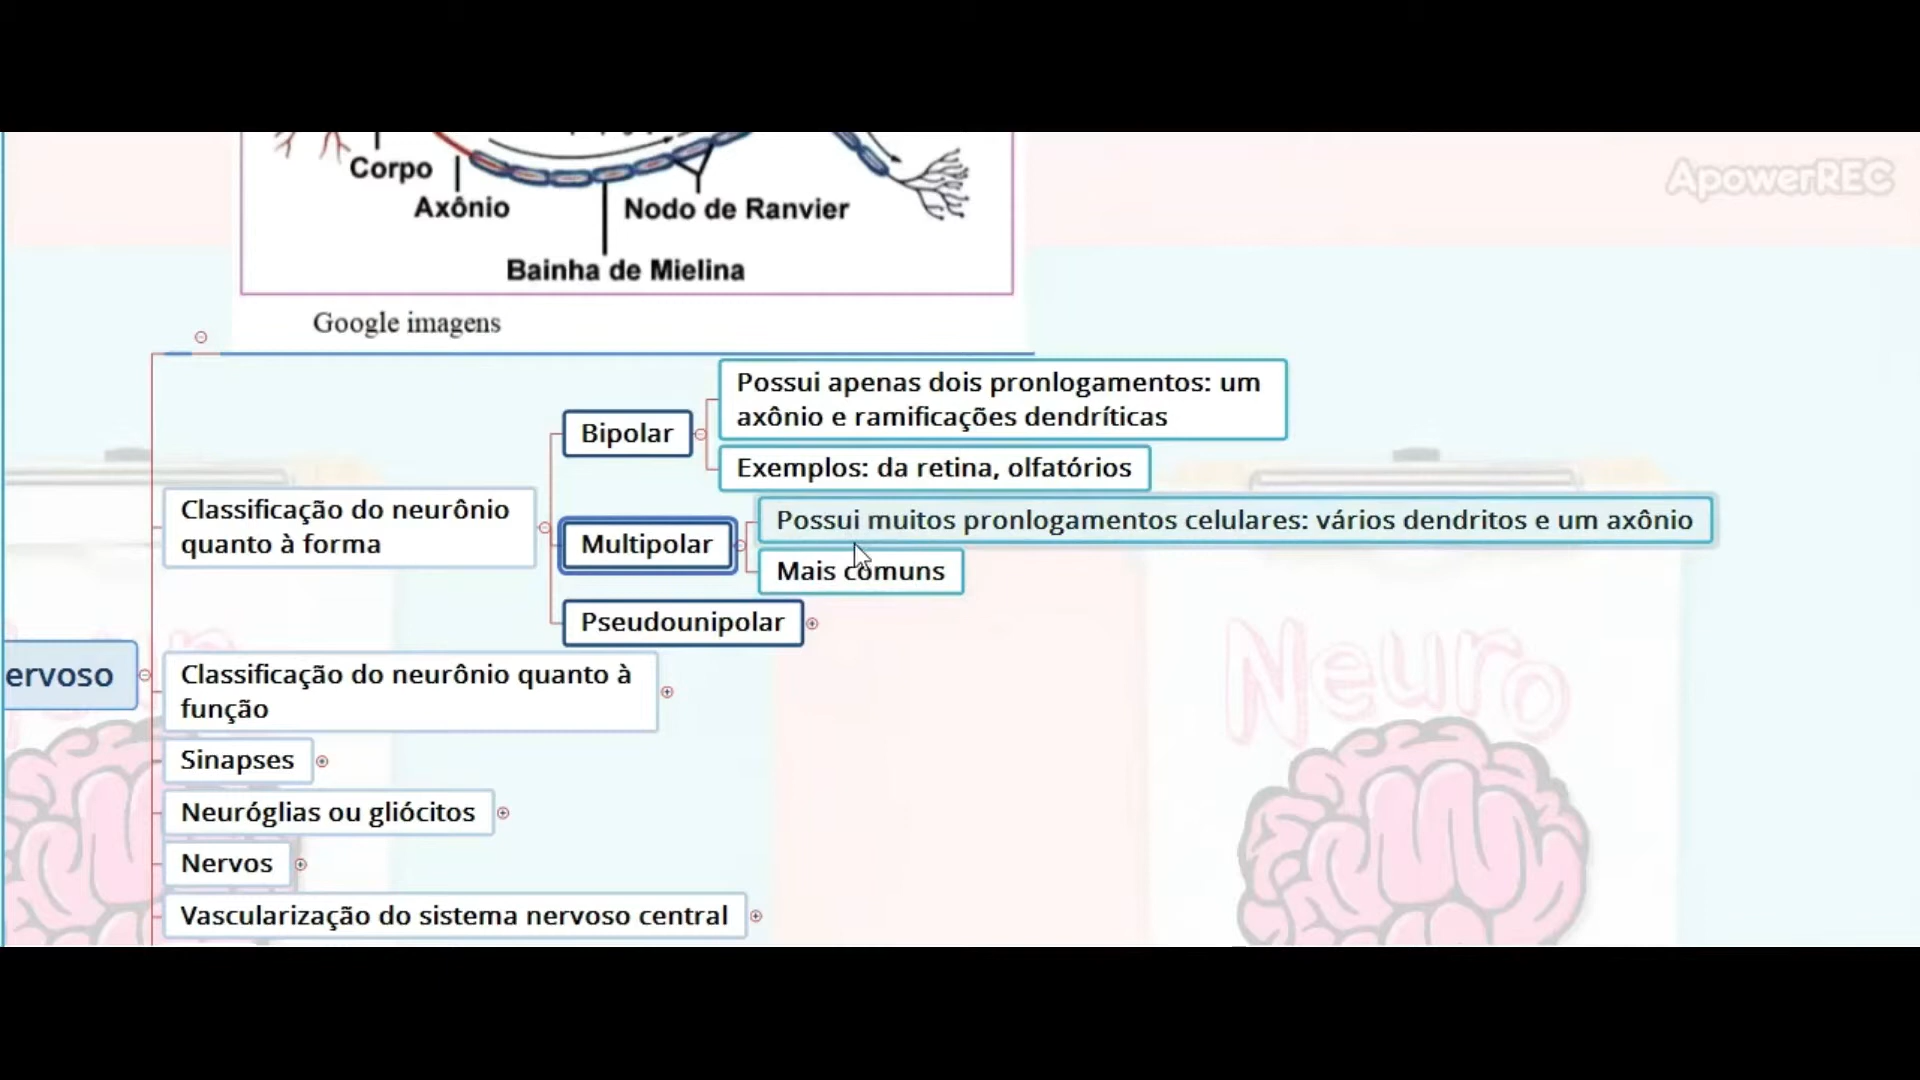 ApowerREC
Corpo
Axônio
Nodo de Ranvier
Bainha de Mielina
Google imagens
Possui apenas dois pronlogamentos: um
axônio e ramificações dendríticas
Bipolar
Exemplos: da retina, olfatórios
Classificação do neurônio
quanto à forma
Possui muitos pronlogamentos celulares: vários dendritos e um axônio
Multipolar
Mais comuns
Pseudounipolar
ervoso
Classificação do neurônio quanto à
função
Sinapses
Neuróglias ou gliócitos
Nervos
Vascularização do sistema nervoso central
Neuro